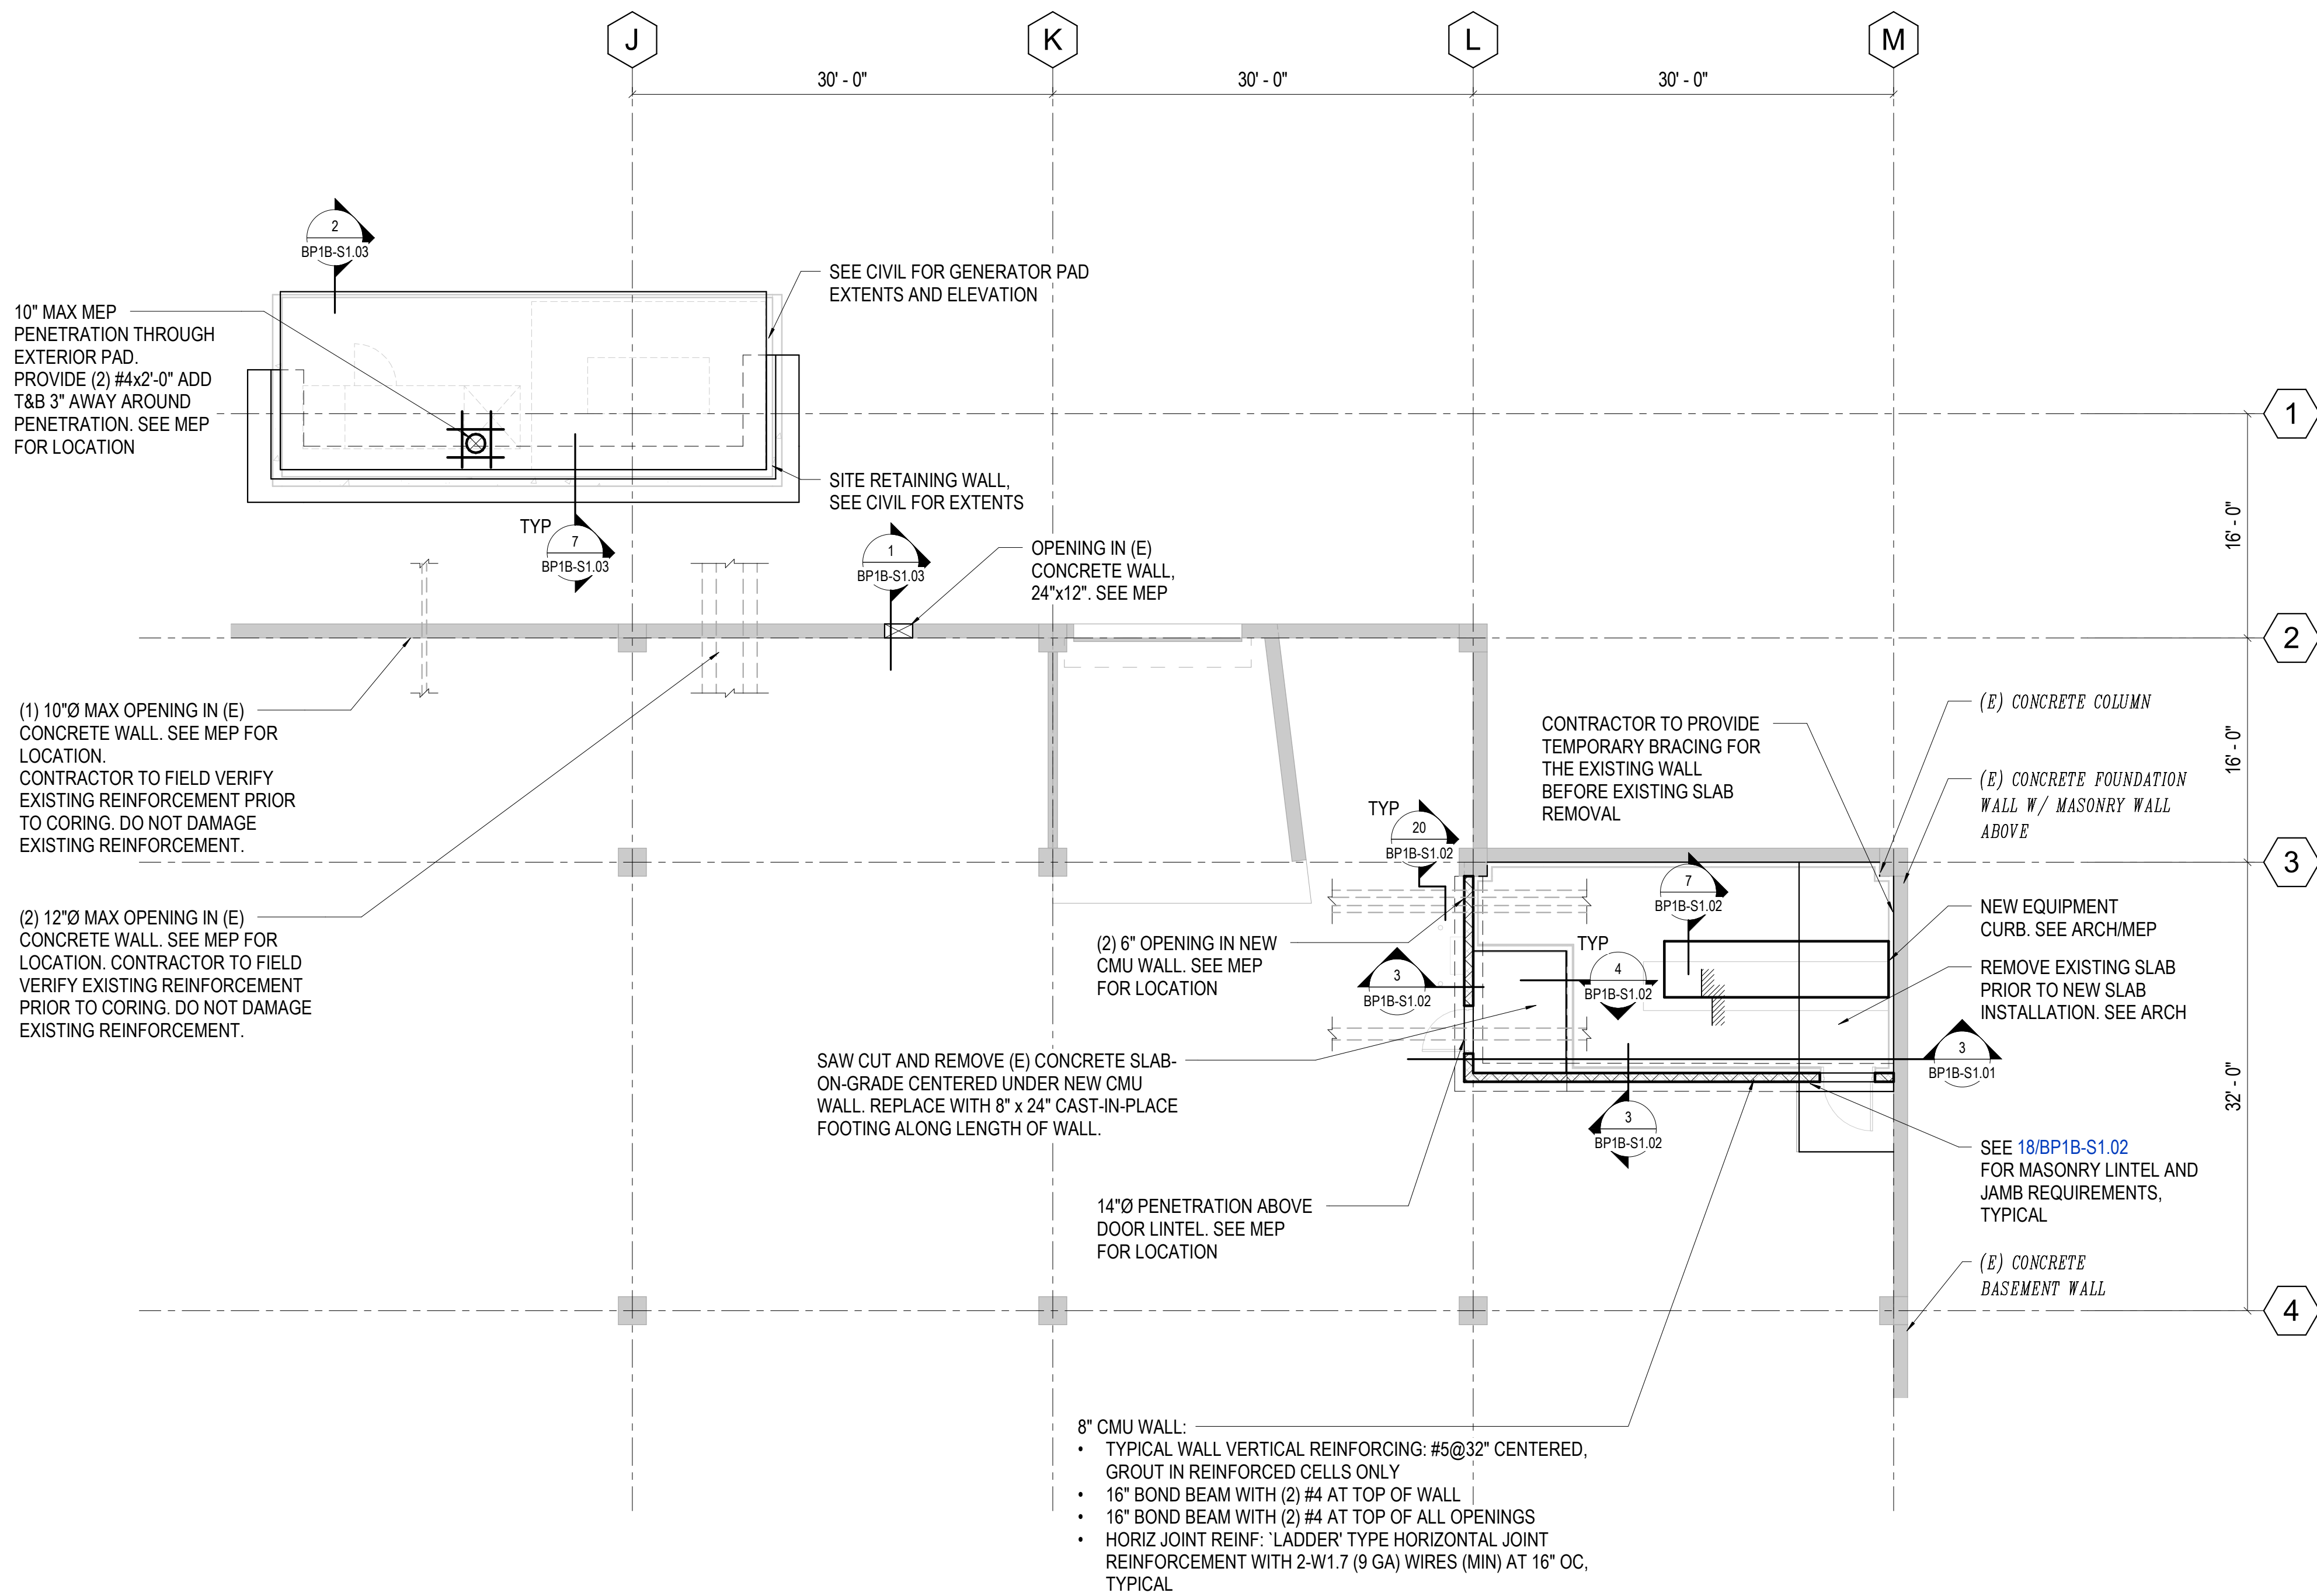 J
K
L
M
30' - 0"
30' - 0"
30' - 0"
2
BP1B-S1.03
SEE CIVIL FOR GENERATOR PAD
EXTENTS AND ELEVATION
10" MAX MEP
PENETRATION THROUGH
EXTERIOR PAD.
PROVIDE (2) #4x2'-0" ADD
T&B 3" AWAY AROUND
PENETRATION. SEE MEP
FOR LOCATION
1
SITE RETAINING WALL,
SEE CIVIL FOR EXTENTS
16' - 0"
TYP
7
BP1B-S1.03
1
BP1B-S1.03
OPENING IN (E)
CONCRETE WALL,
24"x12". SEE MEP
2
(1) 10"Ø MAX OPENING IN (E)
CONCRETE WALL. SEE MEP FOR
LOCATION.
CONTRACTOR TO FIELD VERIFY
EXISTING REINFORCEMENT PRIOR
TO CORING. DO NOT DAMAGE
EXISTING REINFORCEMENT.
CONTRACTOR TO PROVIDE
TEMPORARY BRACING FOR
THE EXISTING WALL
BEFORE EXISTING SLAB
REMOVAL
(E) CONCRETE COLUMN
16' - 0"
(E) CONCRETE FOUNDATION
WALL W/ MASONRY WALL
ABOVE
TYP
20
BP1B-S1.02
3
7
BP1B-S1.02
(2) 12"Ø MAX OPENING IN (E)
CONCRETE WALL. SEE MEP FOR
LOCATION. CONTRACTOR TO FIELD
VERIFY EXISTING REINFORCEMENT
PRIOR TO CORING. DO NOT DAMAGE
EXISTING REINFORCEMENT.
(2) 6" OPENING IN NEW
CMU WALL. SEE MEP
FOR LOCATION
3
BP1B-S1.02
TYP
4
BP1B-S1.02
NEW EQUIPMENT
CURB. SEE ARCH/MEP
REMOVE EXISTING SLAB
PRIOR TO NEW SLAB
INSTALLATION. SEE ARCH
3
BP1B-S1.01
SAW CUT AND REMOVE (E) CONCRETE SLAB-
ON-GRADE CENTERED UNDER NEW CMU
WALL. REPLACE WITH 8" x 24" CAST-IN-PLACE
FOOTING ALONG LENGTH OF WALL.
3
BP1B-S1.02
32' - 0"
SEE 18/BP1B-S1.02
FOR MASONRY LINTEL AND
JAMB REQUIREMENTS,
TYPICAL
14"Ø PENETRATION ABOVE
DOOR LINTEL. SEE MEP
FOR LOCATION
(E) CONCRETE
BASEMENT WALL
4
8" CMU WALL:
• TYPICAL WALL VERTICAL REINFORCING: #5@32" CENTERED,
GROUT IN REINFORCED CELLS ONLY
• 16" BOND BEAM WITH (2) #4 AT TOP OF WALL
• 16" BOND BEAM WITH (2) #4 AT TOP OF ALL OPENINGS
• HORIZ JOINT REINF: `LADDER' TYPE HORIZONTAL JOINT
REINFORCEMENT WITH 2-W1.7 (9 GA) WIRES (MIN) AT 16" OC,
TYPICAL